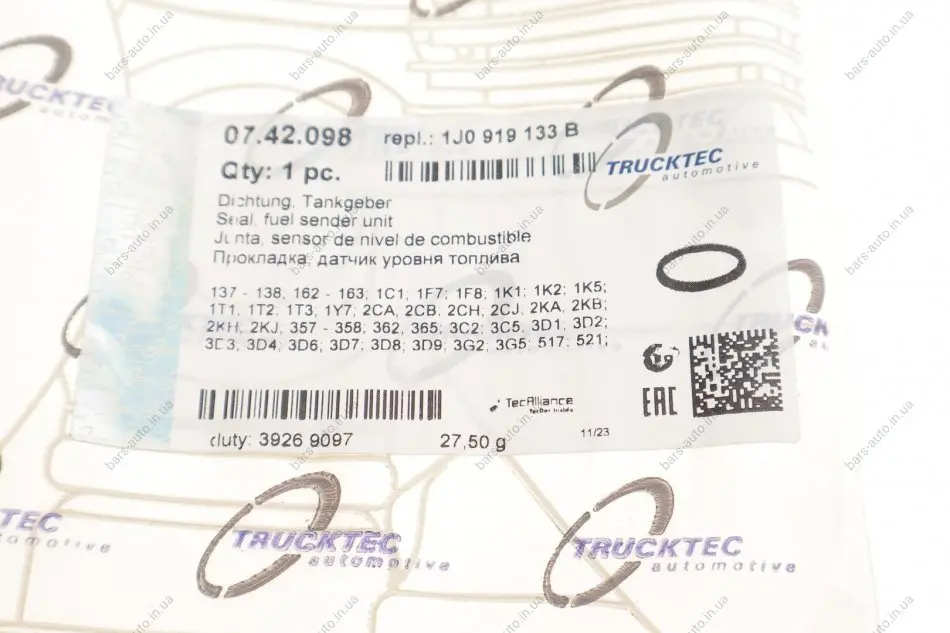 07.42.098 repl.: 1J0 919 133 B
Qty: 1 pc.
TRUCKTEC
automotive
Dichtung, Tankgeber
Seal, fuel sender unit
Junta, sensor de nivel de combustible
Прокладка, датчик уровня топлива
137 - 138, 162 - 163, 1C1, 1F7; 1F8, 1K1; 1K2; 1K5;
1T1, 1T2, 1T3, 1Y7; 2CA, 2CB, 2CH, 2CJ, 2KA, 2KB;
2KH, 2KJ, 357 - 358, 362, 365; 3C2; 3C5, 3D1; 3D2;
3D3, 3D4; 3D6; 3D7; 3D8; 3D9; 3G2; 3G5; 517; 521;
EAC
TecAlliance
duty: 3926 9097
27,50 g
11/23
TRUCKTEC
automotive
TRUCKTEC
automotive
bars-auto.in.ua